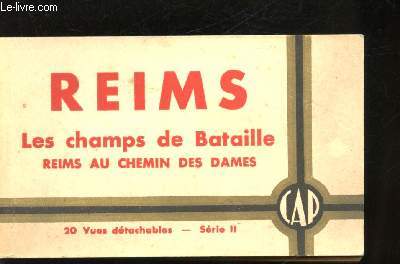 © Le-livre.com
REIMS
Les champs de Bataille
REIMS AU CHEMIN DES DAMES
CAP
20 Vues détachables — Série II